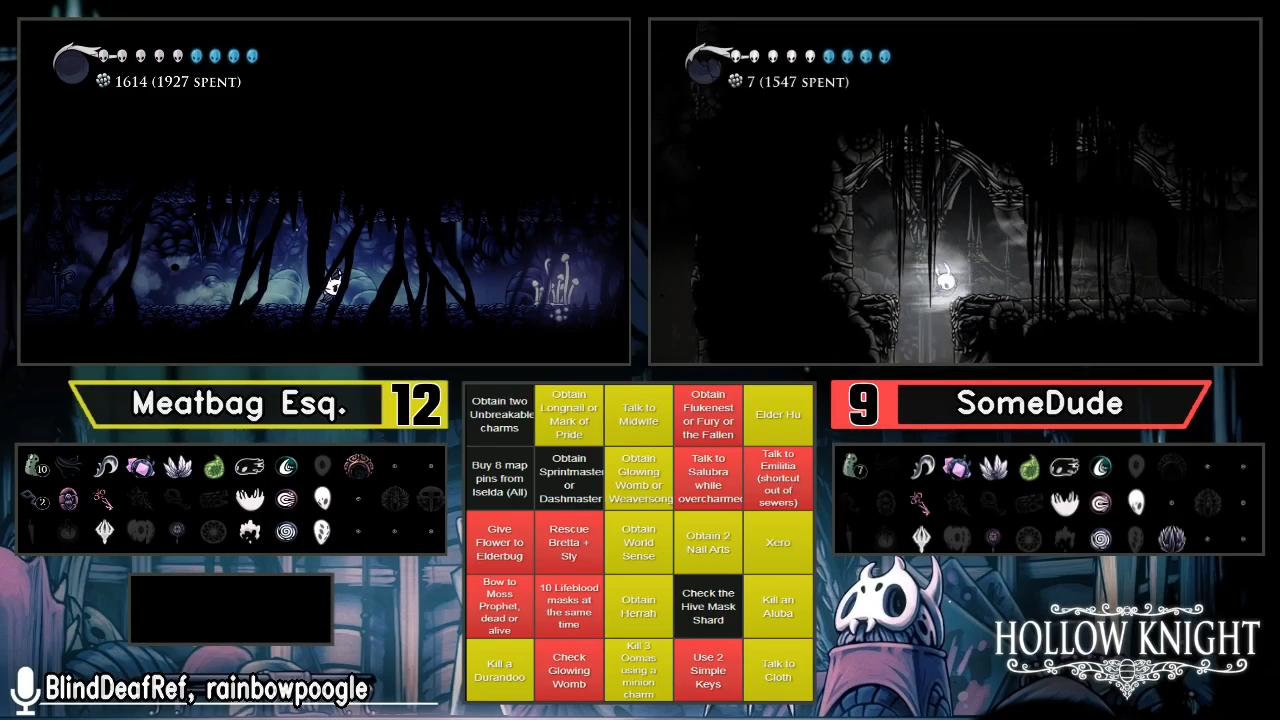 1614 (1927 SPENT)
7 (1547 SPENT)
Meatbag Esq.
12
9
SomeDude
10
2
7
Obtain two
Unbreakable
charms
Obtain
Longnail or
Mark of
Pride
Talk to
Midwife
Obtain
Flukenest
or Fury or
the Fallen
Elder Hu
Buy 8 map
pins from
Iselda (All)
Obtain
Sprintmaster
or
Dashmaster
Obtain
Glowing
Womb or
Weaversong
Talk to
Salubra
while
overcharmed
Talk to
Emilitia
(shortcut
out of
sewers)
Give
Flower to
Elderbug
Rescue
Bretta +
Sly
Obtain
World
Sense
Obtain 2
Nail Arts
Xero
Bow to
Moss
Prophet,
dead or
alive
10 Lifeblood
masks at
the same
time
Obtain
Herrah
Check the
Hive Mask
Shard
Kill an
Aluba
Kill a
Durandoo
Check
Glowing
Womb
Kill 3
Oomas
using a
minion
charm
Use 2
Simple
Keys
Talk to
Cloth
BlindDeafRef, rainbowpoogle
HOLLOW KNIGHT